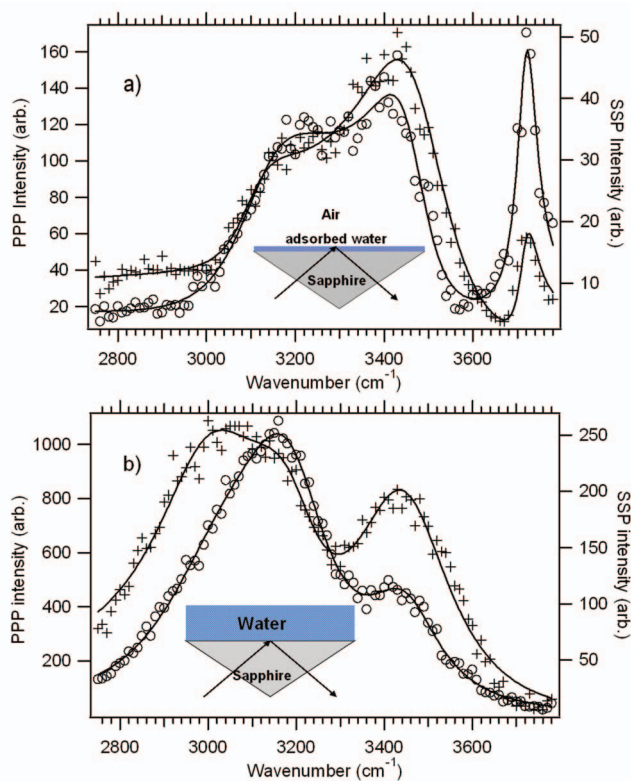 a)
160
140
120
100
80
60
40
20
PPP Intensity (arb.)
50
40
30
20
10
SSP Intensity (arb.)
Air
adsorbed water
Sapphire
2800 3000 3200 3400 3600
Wavenumber (cm-1)
b)
1000
800
600
400
200
PPP intensity (arb.)
250
200
150
100
50
SSP intensity (arb.)
Water
Sapphire
2800 3000 3200 3400 3600
Wavenumber (cm-1)